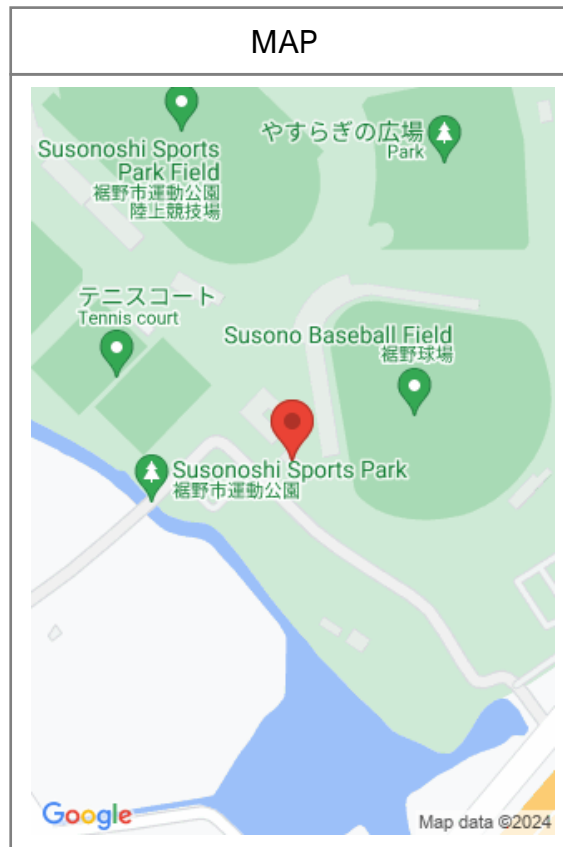 MAP
Susonoshi Sports
Park Field
裾野市運動公園
陸上競技場
やすらぎの広場
Park
テニスコート
Tennis court
Susono Baseball Field
裾野球場
Susonoshi Sports Park
裾野市運動公園
Google
Map data ©2024